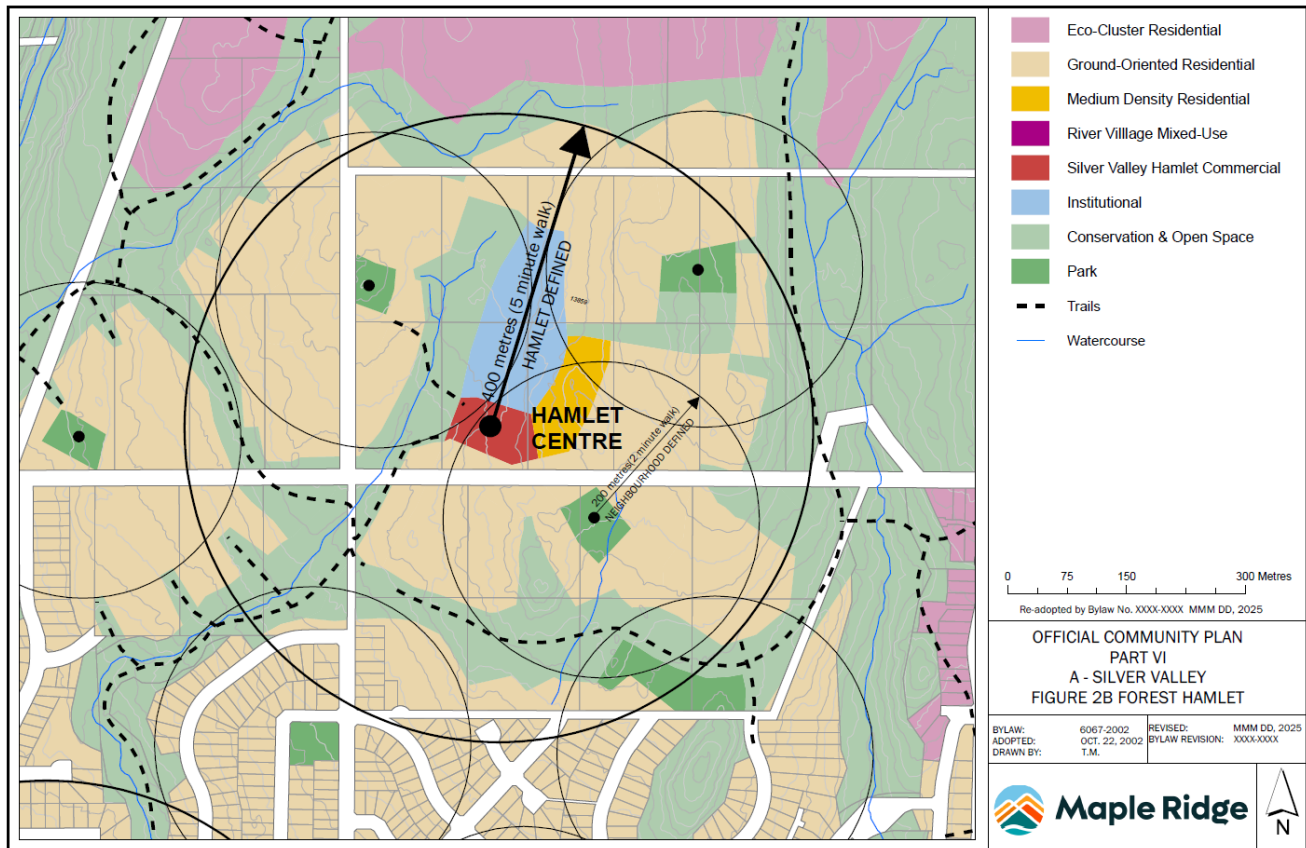 400 metres (5 minute walk)
HAMLET DEFINED
13856
HAMLET
CENTRE
200 metres(2 minute walk)
NEIGHBOURHOOD DEFINED
Eco-Cluster Residential
Ground-Oriented Residential
Medium Density Residential
River Villlage Mixed-Use
Silver Valley Hamlet Commercial
Institutional
Conservation & Open Space
Park
Trails
Watercourse
0 75 150 300 Metres
Re-adopted by Bylaw No. XXXX-XXXX MMM DD, 2025
OFFICIAL COMMUNITY PLAN
PART VI
A - SILVER VALLEY
FIGURE 2B FOREST HAMLET
BYLAW: 6067-2002
ADOPTED: OCT. 22, 2002
DRAWN BY: T.M.
REVISED: MMM DD, 2025
BYLAW REVISION: XXXX-XXXX
Maple Ridge
N